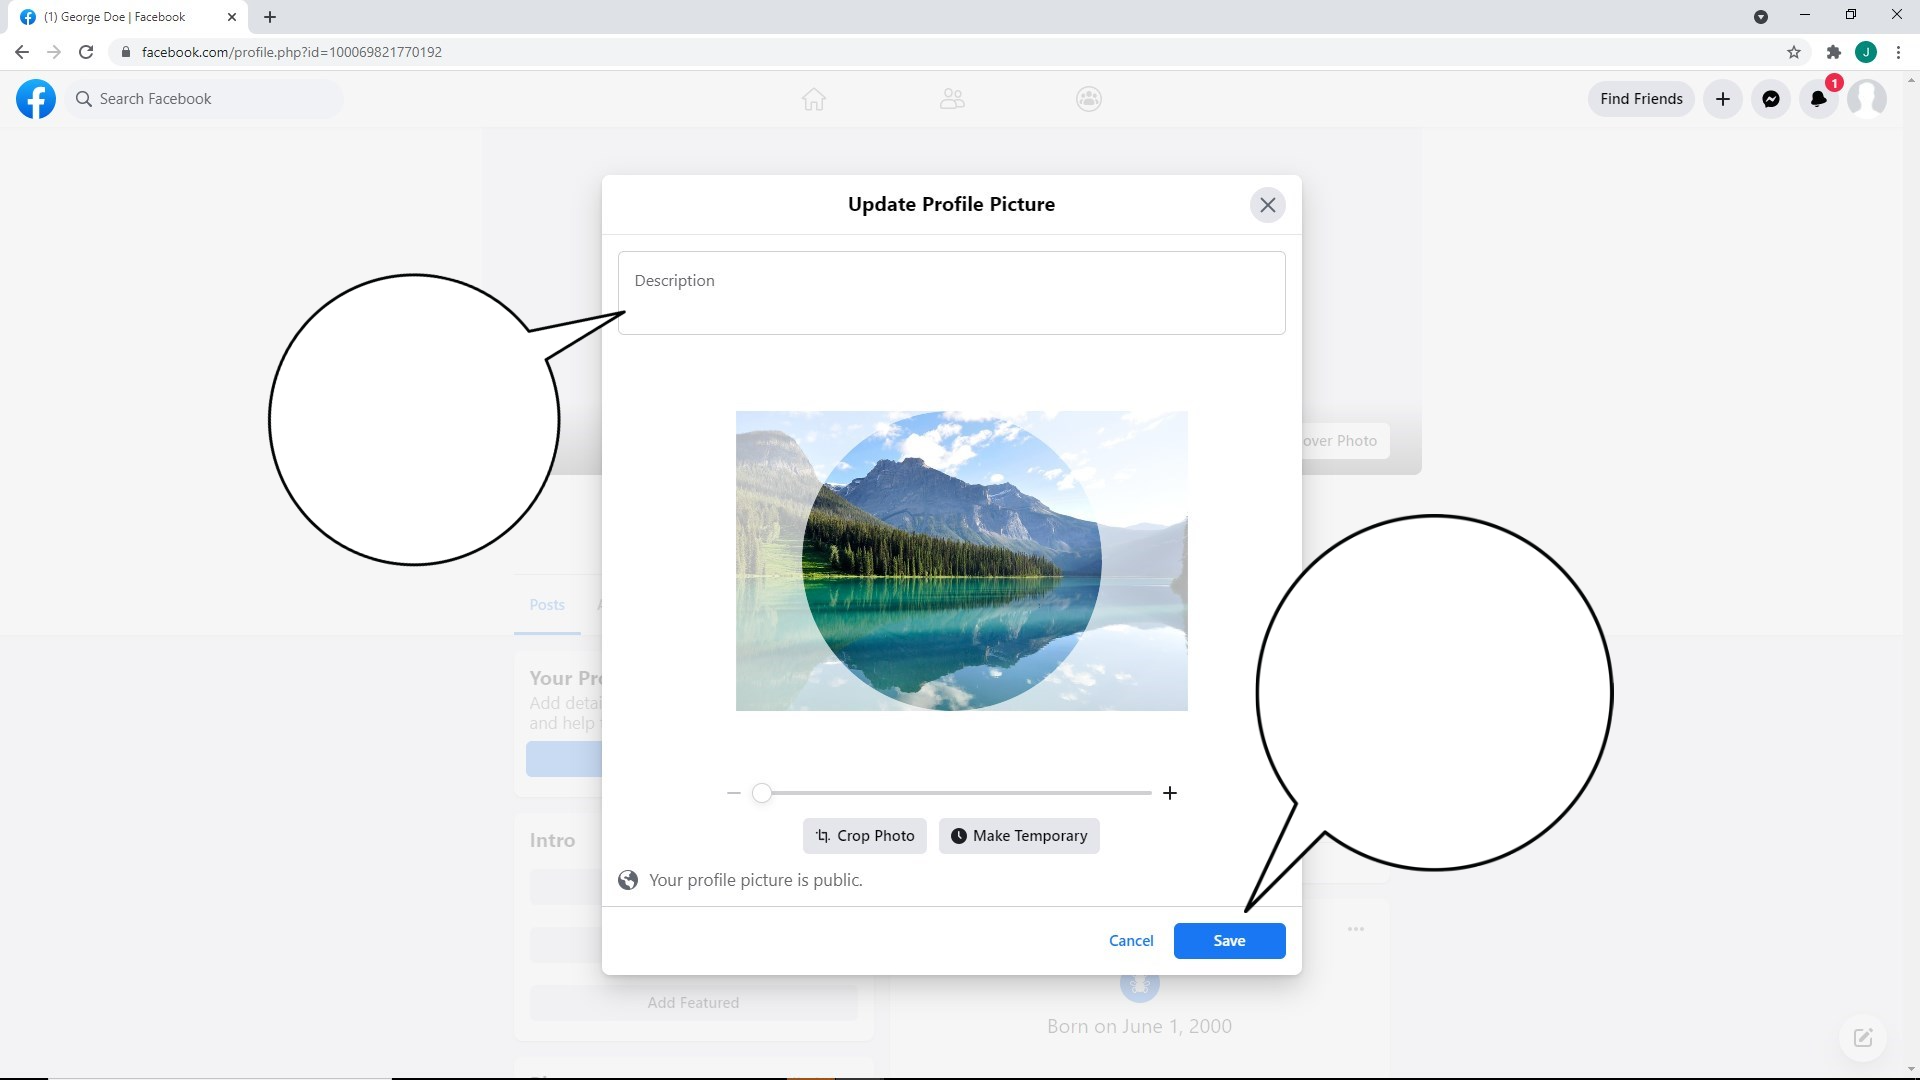 (1) George Doe | Facebook
facebook.com/profile.php?id=100069821770192
Search Facebook
Find Friends
1
J
Update Profile Picture
Description
over Photo
Posts
Your Pro
Add detai
and help
Crop Photo
Make Temporary
Intro
Your profile picture is public.
Cancel
Save
Add Featured
Born on June 1, 2000